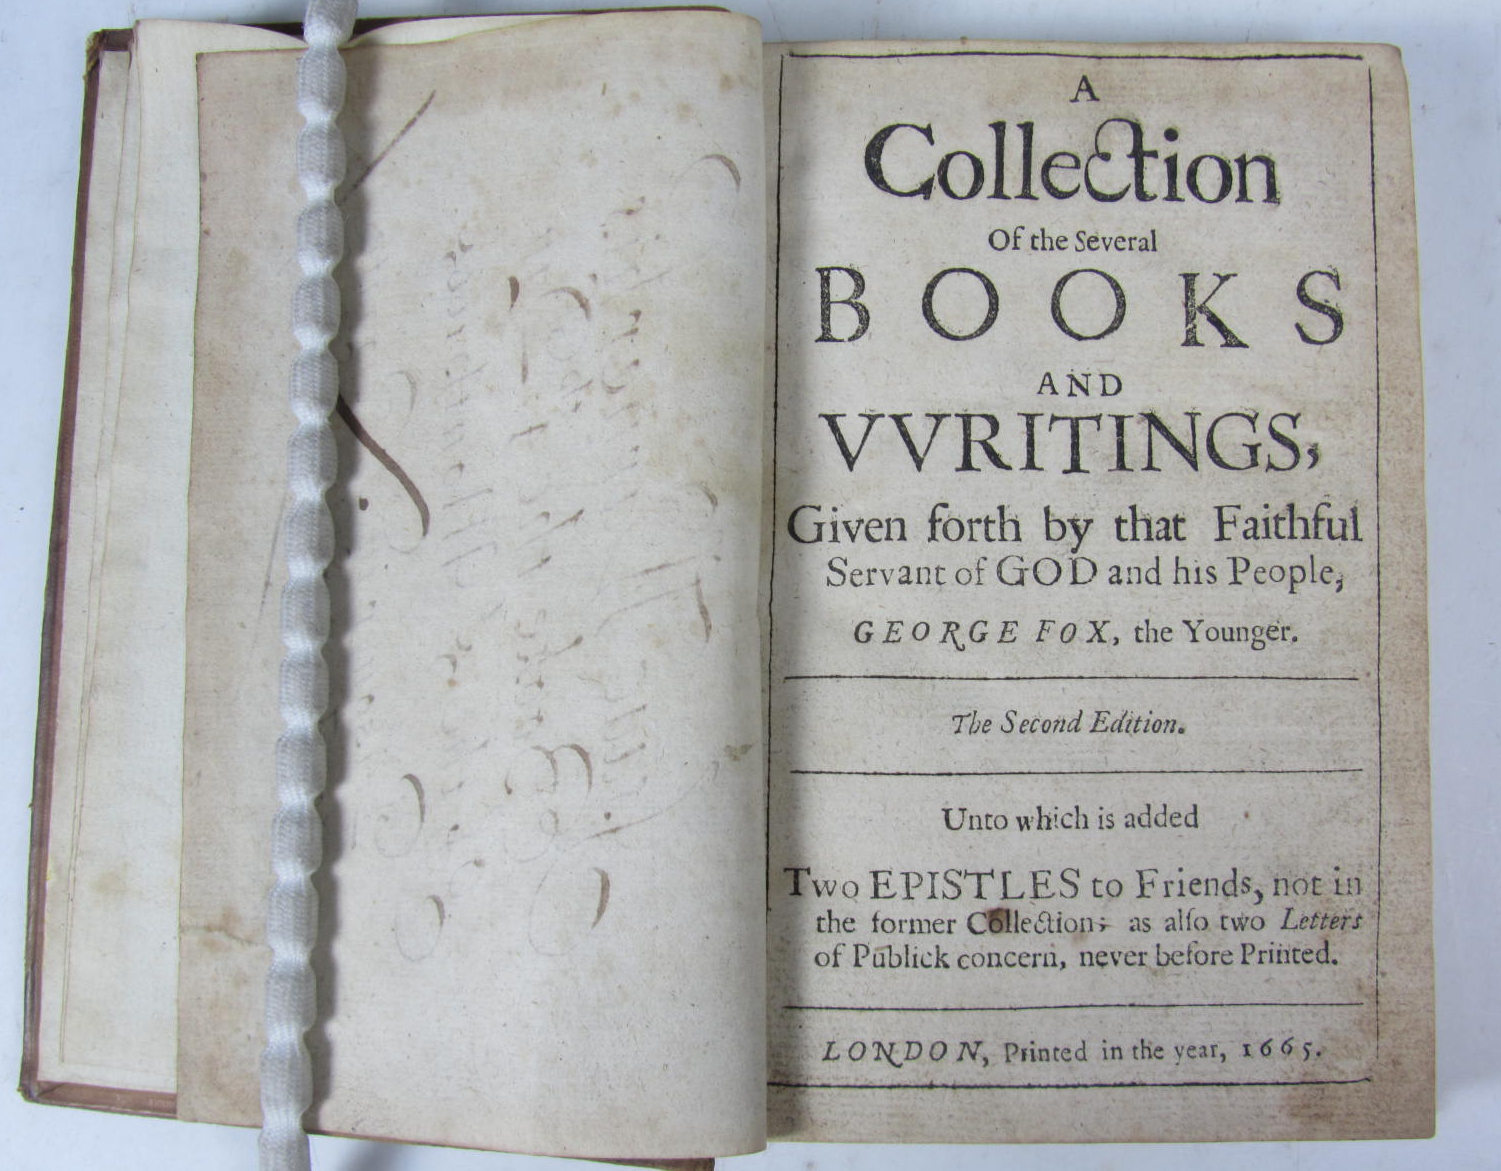 A
Collection
Of the Several
BOOKS
AND
VVRITINGS,
Given forth by that Faithful
Servant of GOD and his People,
GEORGE FOX, the Younger.
The Second Edition.
Unto which is added
Two EPISTLES to Friends, not in
the former Collection; as alſo two Letters
of Publick concern, never before Printed.
LONDON, Printed in the year, 1665.